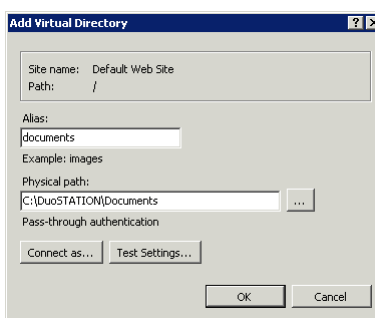 Add Virtual Directory
Site name: Default Web Site
Path: /
Alias:
documents
Example: images
Physical path:
C:\DuoSTATION\Documents
...
Pass-through authentication
Connect as... Test Settings...
OK Cancel